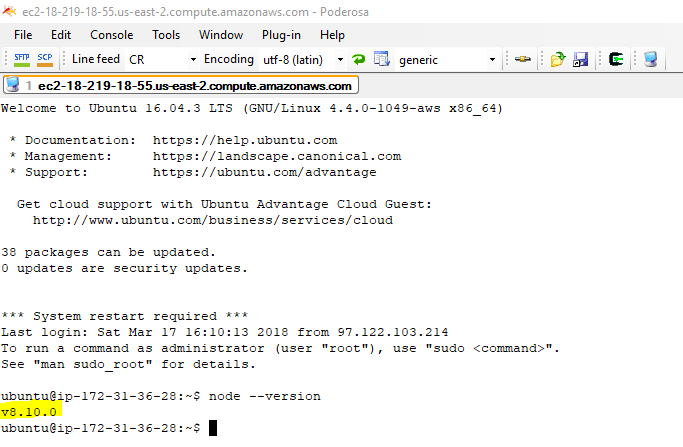 ec2-18-219-18-55.us-east-2.compute.amazonaws.com - Poderosa
File Edit Console Tools Window Plug-in Help
SFTP SCP Line feed CR Encoding utf-8 (latin) generic
1 ec2-18-219-18-55.us-east-2.compute.amazonaws.com
Welcome to Ubuntu 16.04.3 LTS (GNU/Linux 4.4.0-1049-aws x86_64)
* Documentation: https://help.ubuntu.com
* Management: https://landscape.canonical.com
* Support: https://ubuntu.com/advantage
Get cloud support with Ubuntu Advantage Cloud Guest:
http://www.ubuntu.com/business/services/cloud
38 packages can be updated.
0 updates are security updates.
*** System restart required ***
Last login: Sat Mar 17 16:10:13 2018 from 97.122.103.214
To run a command as administrator (user "root"), use "sudo <command>".
See "man sudo_root" for details.
ubuntu@ip-172-31-36-28:~$ node --version
v8.10.0
ubuntu@ip-172-31-36-28:~$